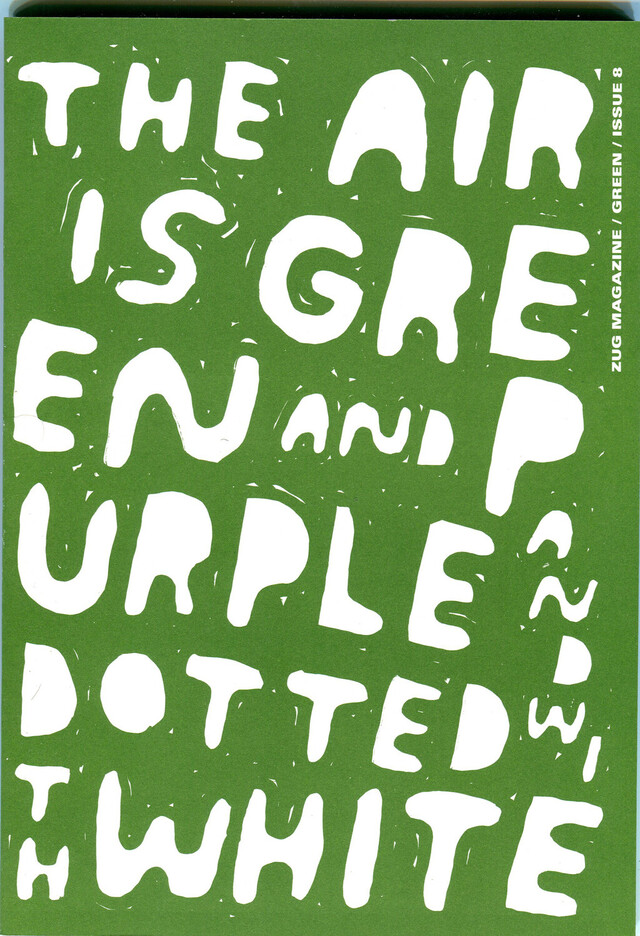 THE AIR
IS GRE
EN AND P
URPLE AND
DOTTED WI
TH WHITE
ZUG MAGAZINE / GREEN / ISSUE 8